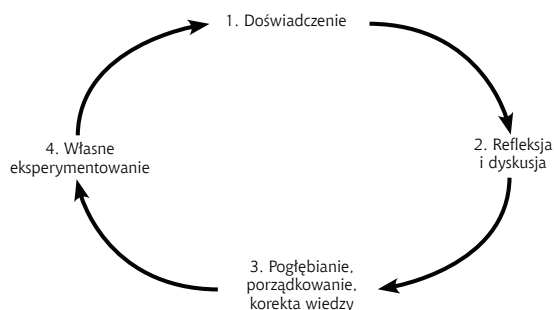 1. Doświadczenie
2. Refleksja
i dyskusja
3. Pogłębianie,
porządkowanie,
korekta wiedzy
4. Własne
eksperymentowanie